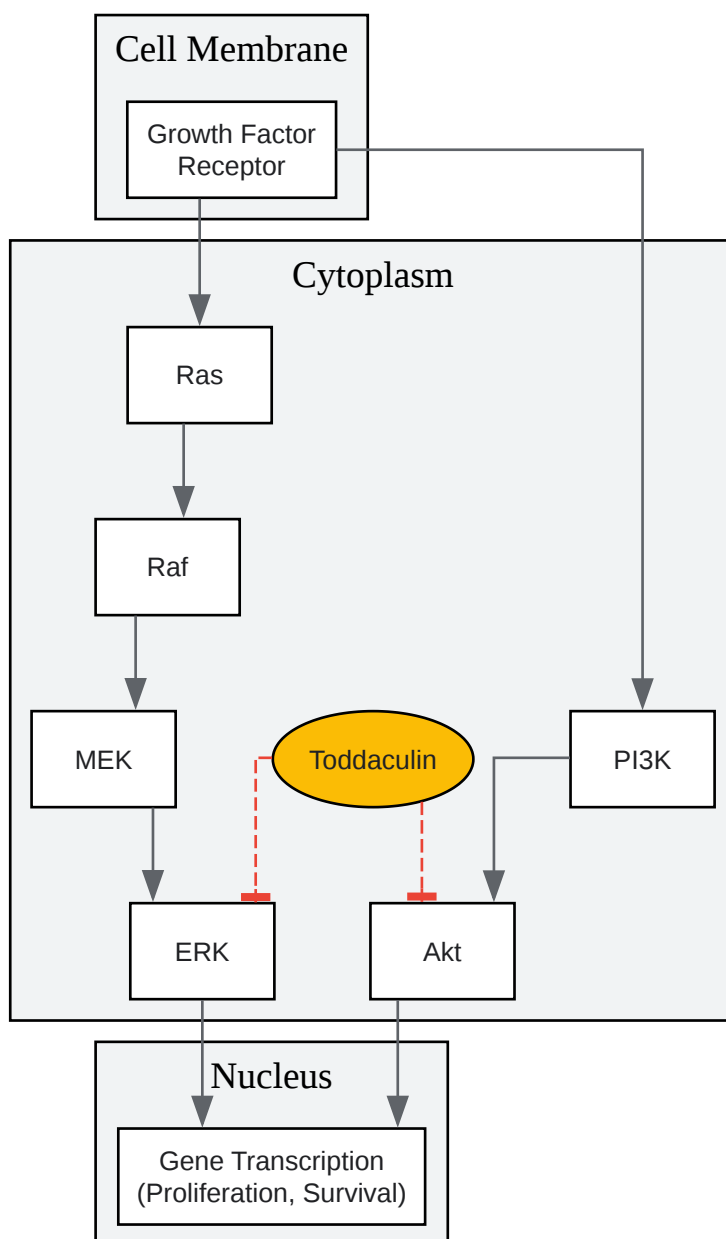 Cell Membrane
Growth Factor
Receptor
Cytoplasm
Ras
Raf
MEK
Toddaculin
PI3K
ERK
Akt
Nucleus
Gene Transcription
(Proliferation, Survival)